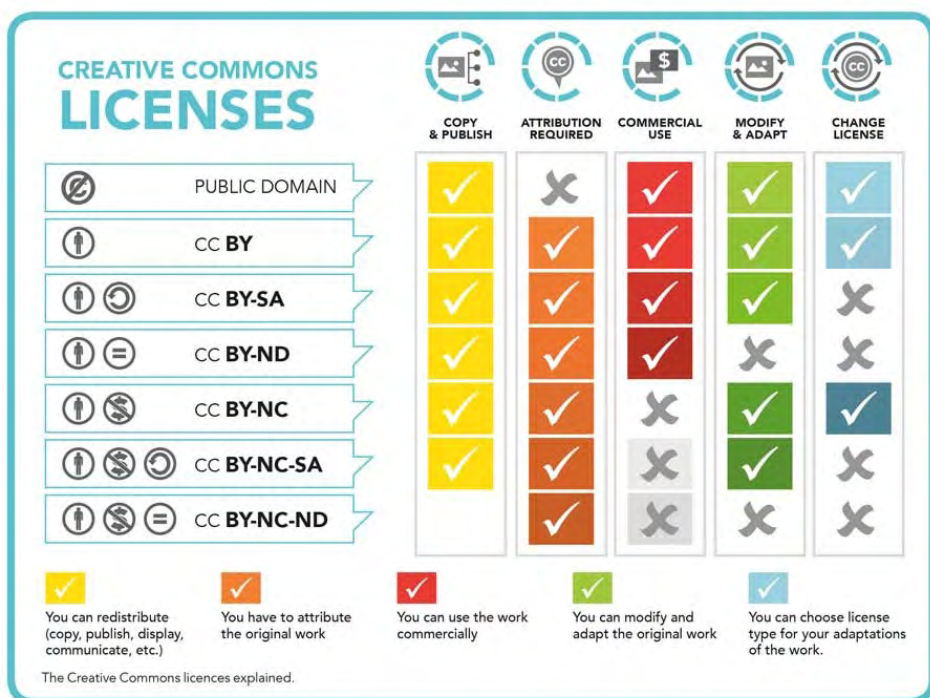 CREATIVE COMMONS
LICENSES
COPY
& PUBLISH
ATTRIBUTION
REQUIRED
COMMERCIAL
USE
MODIFY
& ADAPT
CHANGE
LICENSE
PUBLIC DOMAIN
CC BY
CC BY-SA
CC BY-ND
CC BY-NC
CC BY-NC-SA
CC BY-NC-ND
You can redistribute
(copy, publish, display,
communicate, etc.)
You have to attribute
the original work
You can use the work
commercially
You can modify and
adapt the original work
You can choose license
type for your adaptations
of the work.
The Creative Commons licences explained.